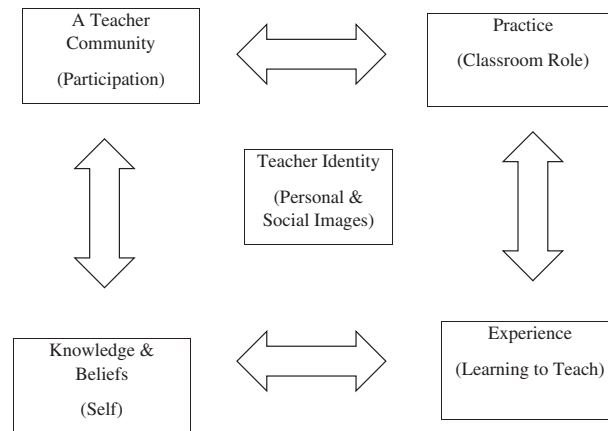 A Teacher
Community
(Participation)
Practice
(Classroom Role)
Teacher Identity
(Personal &
Social Images)
Knowledge &
Beliefs
(Self)
Experience
(Learning to Teach)